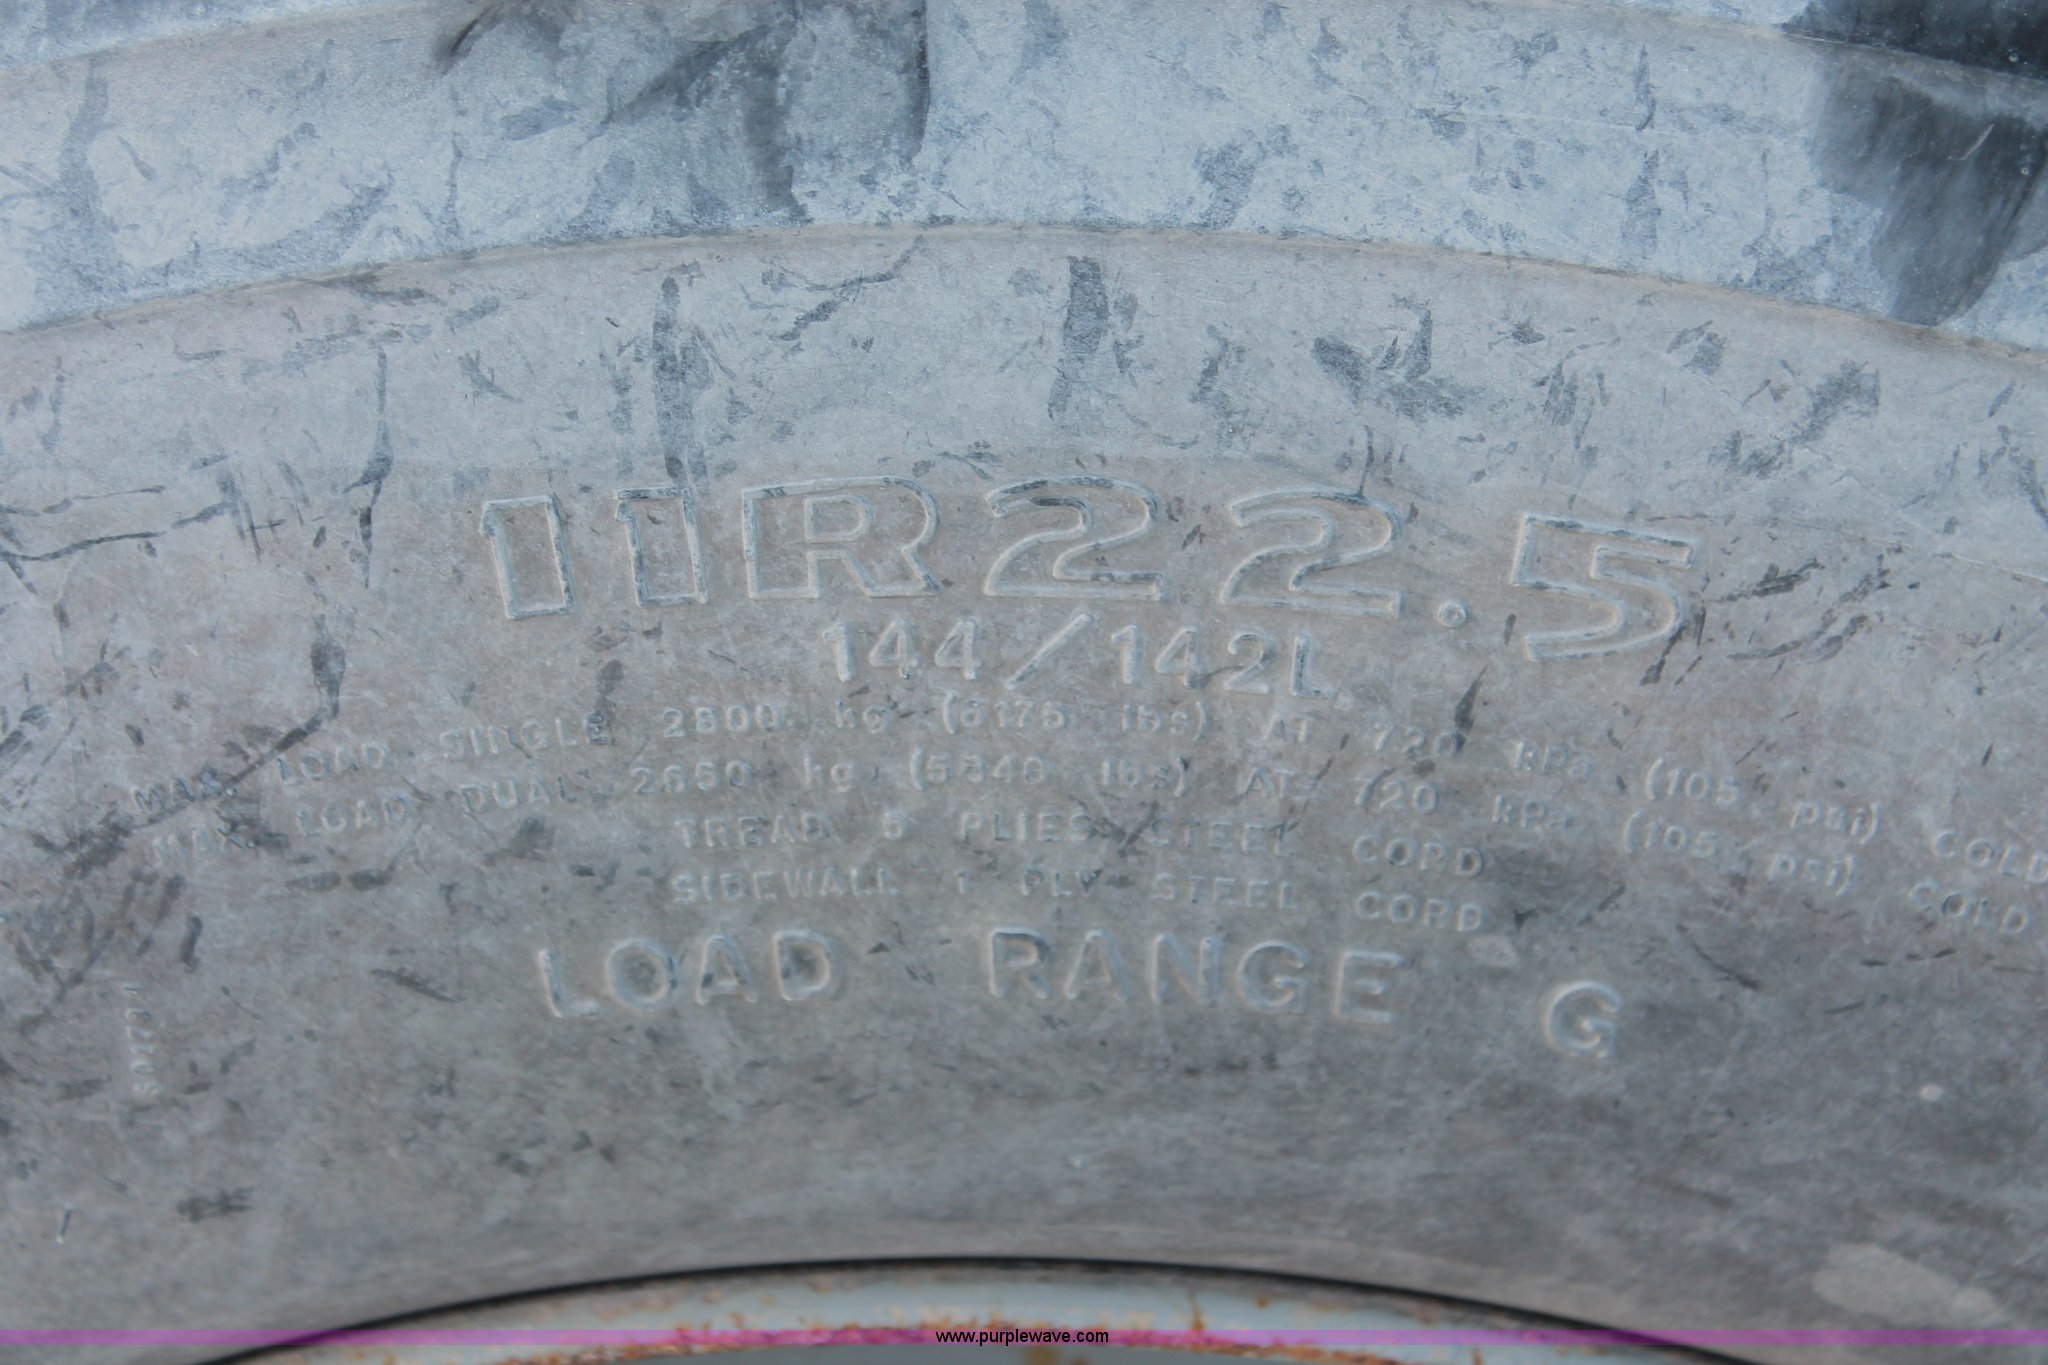 11R22.5
144/142L
MAX. LOAD SINGLE 2800 kg (6175 lbs) AT 720 kPa (105 psi) COLD
MAX. LOAD DUAL 2650 kg (5840 lbs) AT 720 kPa (105 psi) COLD
TREAD 5 PLIES STEEL CORD
SIDEWALL 1 PLY STEEL CORD
LOAD RANGE G
www.purplewave.com